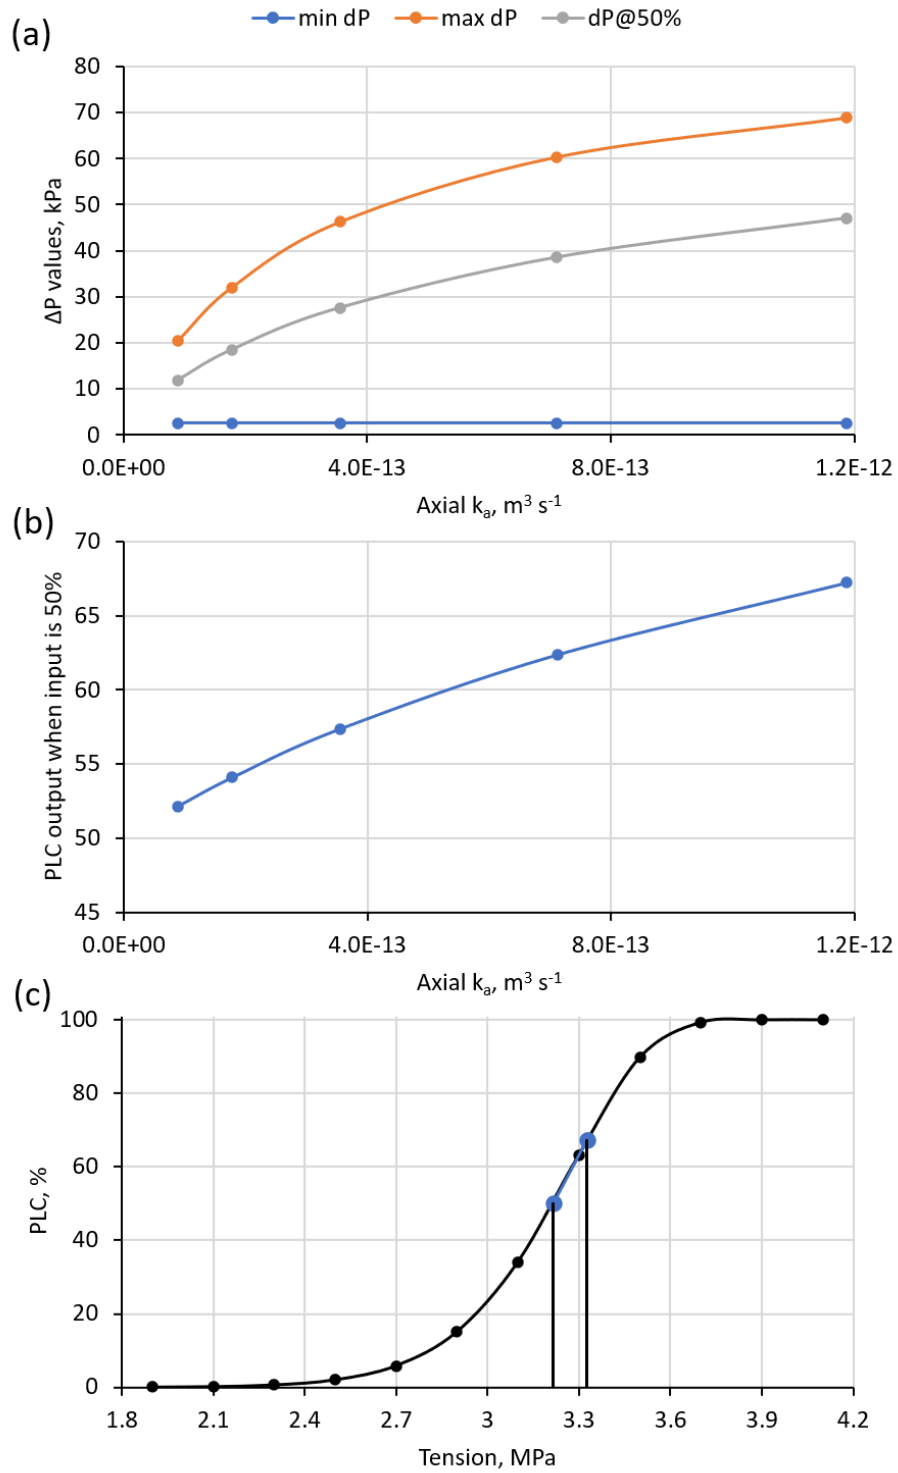 min dP max dP dP@50%
(a)
80
70
60
50
40
30
20
10
0
ΔP values, kPa
0.0E+00 4.0E-13 8.0E-13 1.2E-12
Axial kₐ, m³ s⁻¹
(b)
70
65
60
55
50
45
PLC output when input is 50%
0.0E+00 4.0E-13 8.0E-13 1.2E-12
Axial kₐ, m³ s⁻¹
(c)
100
80
60
40
20
0
PLC, %
1.8 2.1 2.4 2.7 3 3.3 3.6 3.9 4.2
Tension, MPa